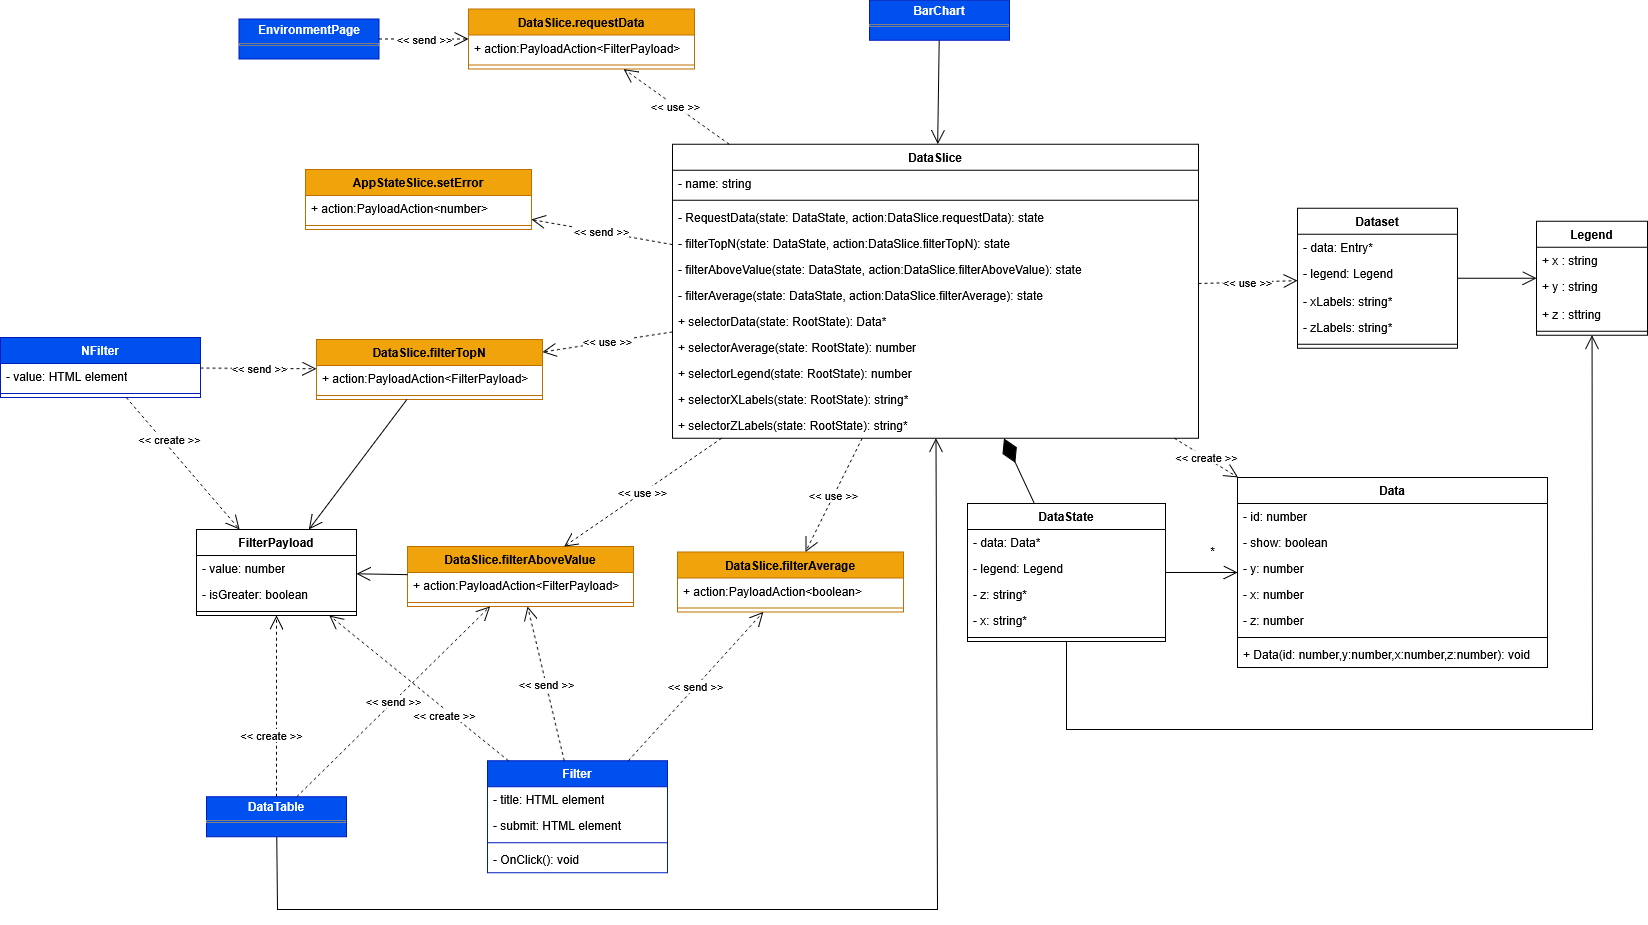 BarChart
DataSlice.requestData
EnvironmentPage
<< send >>
+ action:PayloadAction<FilterPayload>
<< use >>
DataSlice
- name: string
- RequestData(state: DataState, action:DataSlice.requestData): state
- filterTopN(state: DataState, action:DataSlice.filterTopN): state
- filterAboveValue(state: DataState, action:DataSlice.filterAboveValue): state
- filterAverage(state: DataState, action:DataSlice.filterAverage): state
+ selectorData(state: RootState): Data*
+ selectorAverage(state: RootState): number
+ selectorLegend(state: RootState): number
+ selectorXLabels(state: RootState): string*
+ selectorZLabels(state: RootState): string*
AppStateSlice.setError
+ action:PayloadAction<number>
<< send >>
Dataset
- data: Entry*
- legend: Legend
- xLabels: string*
- zLabels: string*
<< use >>
Legend
+ x : string
+ y : string
+ z : sttring
NFilter
- value: HTML element
<< send >>
DataSlice.filterTopN
+ action:PayloadAction<FilterPayload>
<< use >>
<< create >>
<< create >>
<< use >>
<< use >>
FilterPayload
- value: number
- isGreater: boolean
DataSlice.filterAboveValue
+ action:PayloadAction<FilterPayload>
DataSlice.filterAverage
+ action:PayloadAction<boolean>
DataState
- data: Data*
- legend: Legend
- z: string*
- x: string*
*
Data
- id: number
- show: boolean
- y: number
- x: number
- z: number
+ Data(id: number,y:number,x:number,z:number): void
<< send >>
<< send >>
<< send >>
<< create >>
<< create >>
Filter
- title: HTML element
- submit: HTML element
- OnClick(): void
DataTable